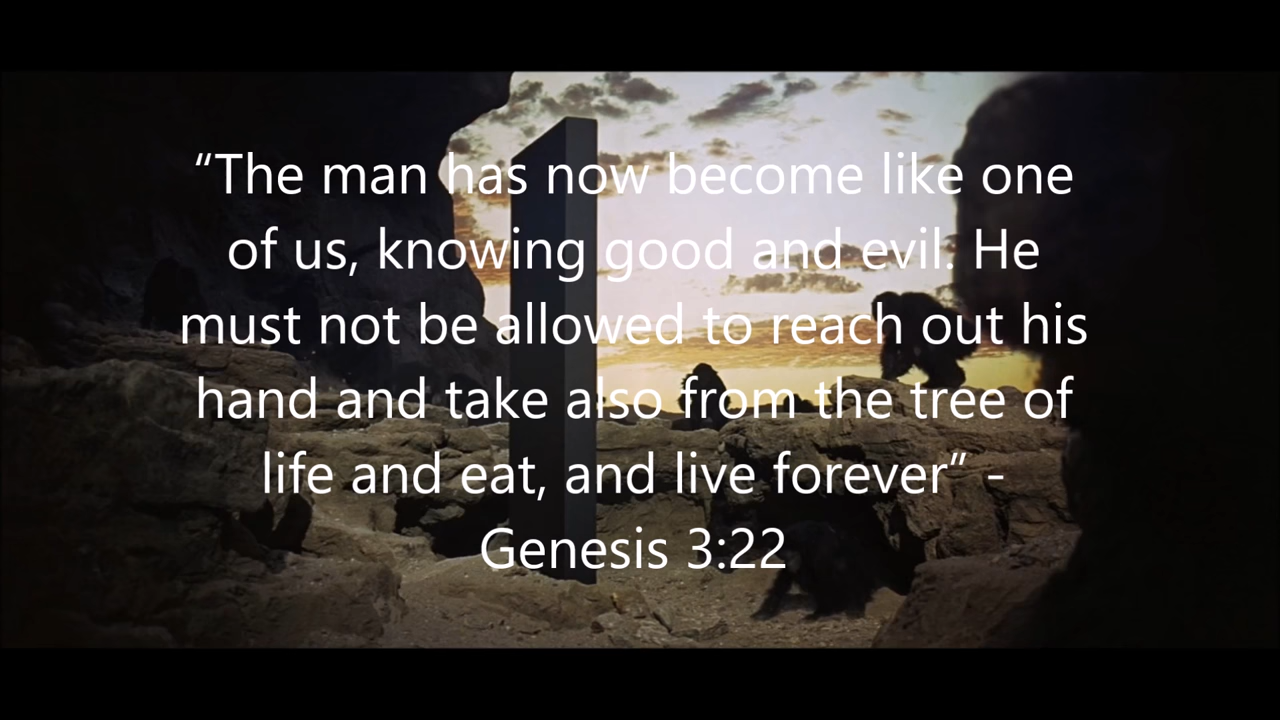 “The man has now become like one
of us, knowing good and evil. He
must not be allowed to reach out his
hand and take also from the tree of
life and eat, and live forever” -
Genesis 3:22